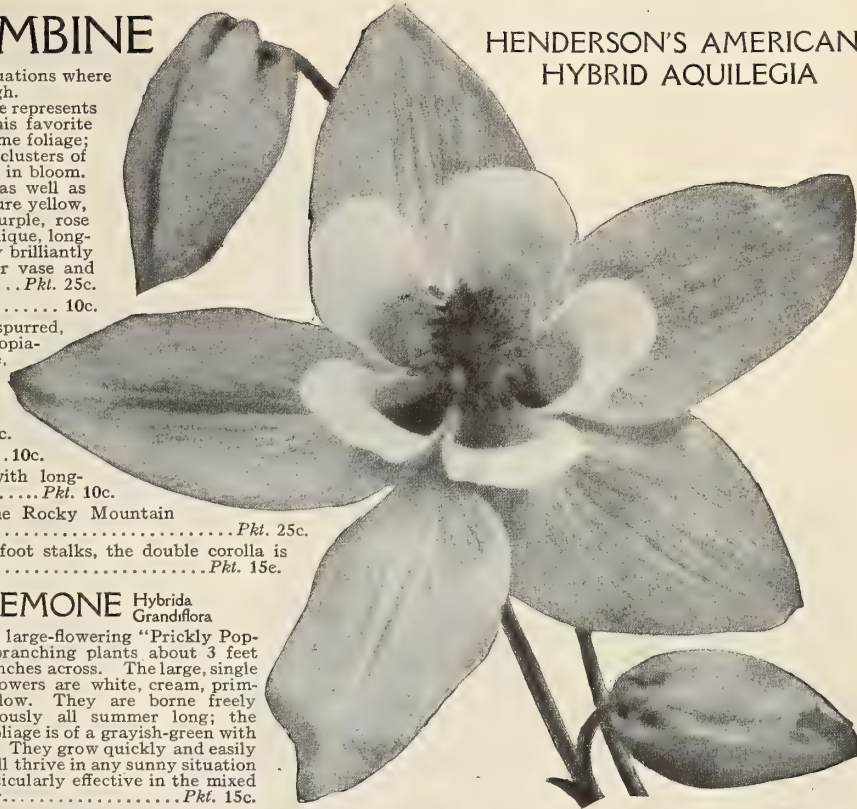 MBINE
HENDERSON'S AMERICAN
HYBRID AQUILEGIA
uations where
gh.
e represents
his favorite
me foliage;
clusters of
in bloom.
as well as
ure yellow,
urple, rose
nique, long-
y brilliantly
r vase and
...Pkt. 25c.
........ 10c.
spurred,
opia-
e,
c.
..10c.
with long-
.....Pkt. 10c.
e Rocky Mountain
..........................Pkt. 25c.
foot stalks, the double corolla is
.......................Pkt. 15e.
EMONE Hybrida
Grandiflora
large-flowering "Prickly Pop-
branching plants about 3 feet
nches across. The large, single
owers are white, cream, prim-
low. They are borne freely
ously all summer long; the
oliage is of a grayish-green with
They grow quickly and easily
ll thrive in any sunny situation
ticularly effective in the mixed
..................Pkt. 15c.